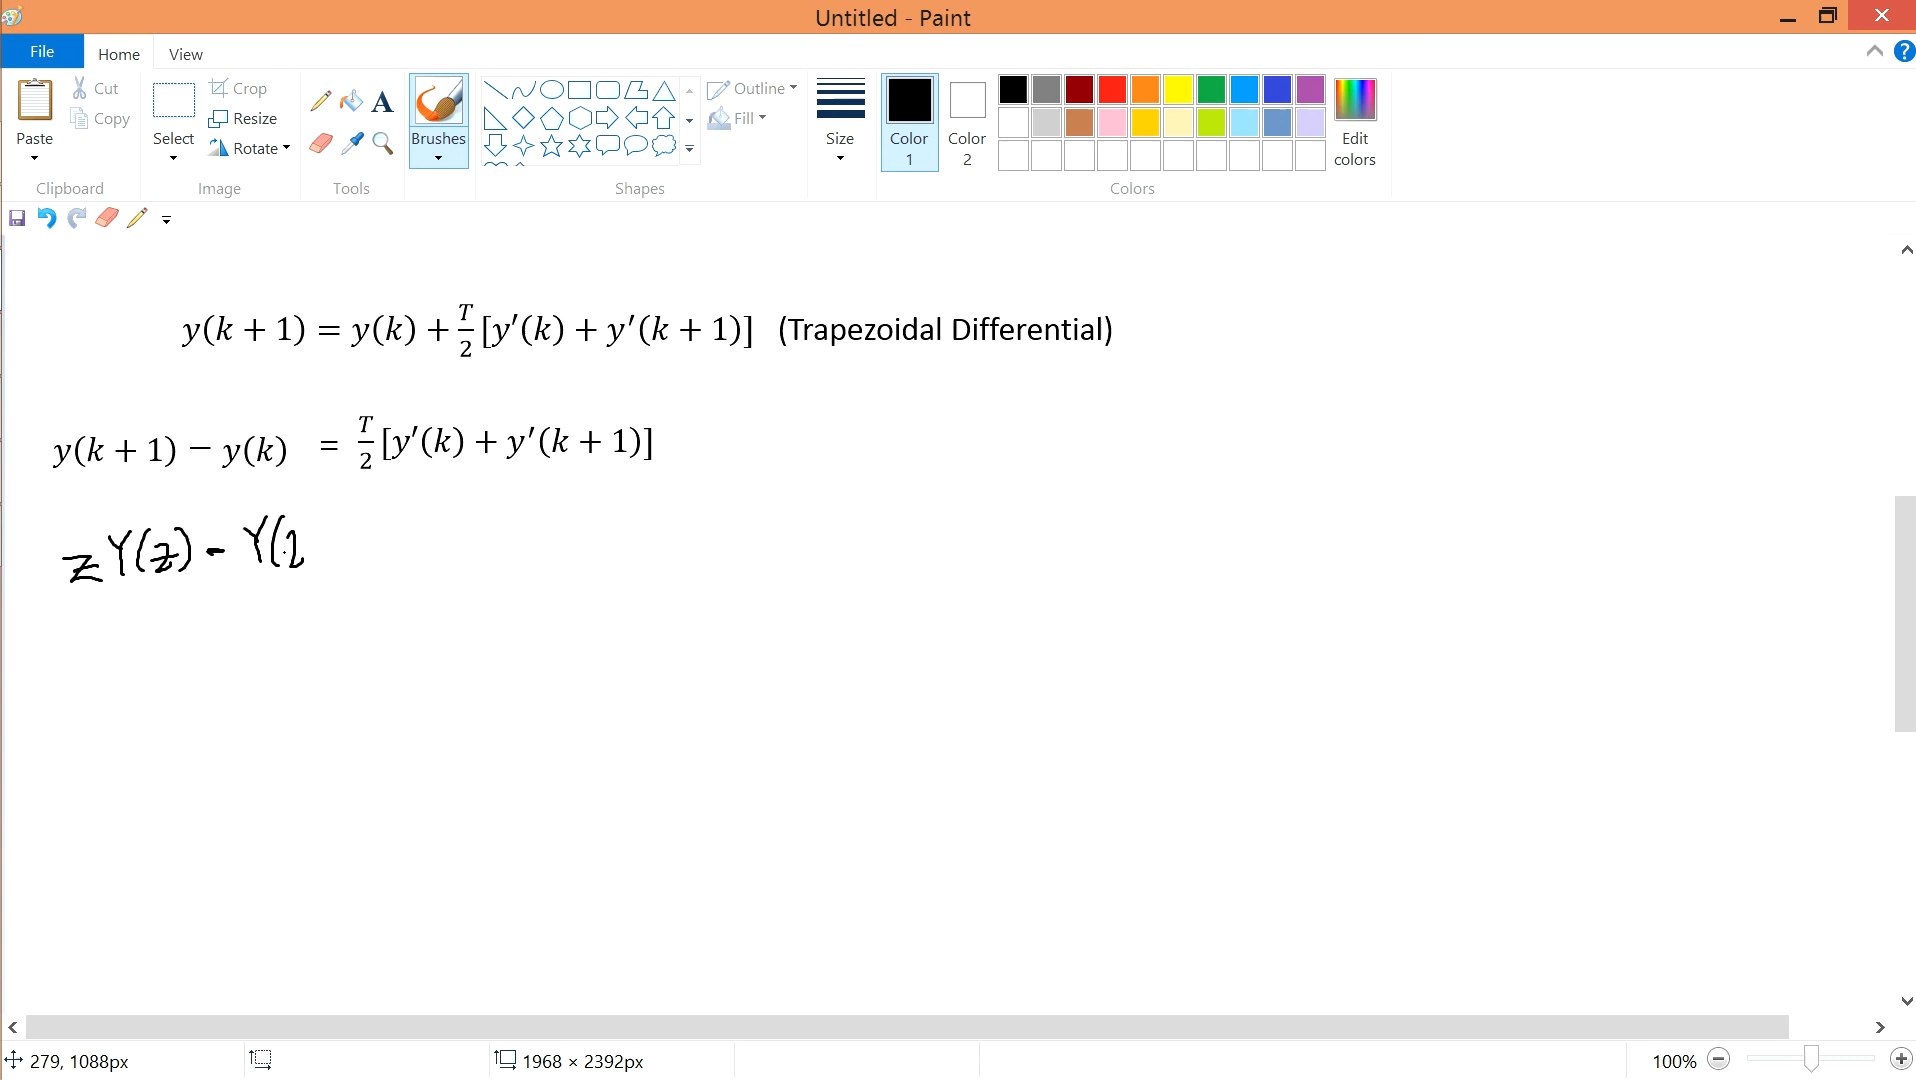 Untitled - Paint
File Home View
Paste
Cut
Copy
Clipboard
Select
Crop
Resize
Rotate
Image
Tools
Brushes
Shapes
Outline
Fill
Size
Color 1
Color 2
Edit colors
Colors
y(k + 1) = y(k) + T/2 [y′(k) + y′(k + 1)] (Trapezoidal Differential)
y(k + 1) − y(k) = T/2 [y′(k) + y′(k + 1)]
z Y(z) - Y(z
279, 1088px
1968 × 2392px
100%